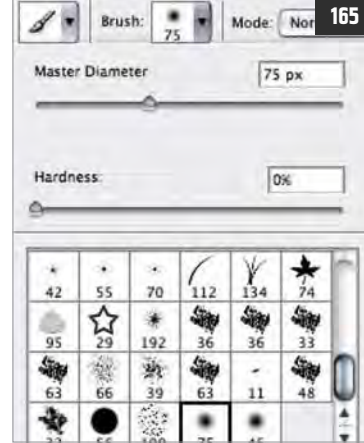 Brush: 75 Mode: Nor 165
Master Diameter 75 px
Hardness: 0%
42 55 70 112 134 74
95 29 192 36 36 33
63 66 39 63 11 48